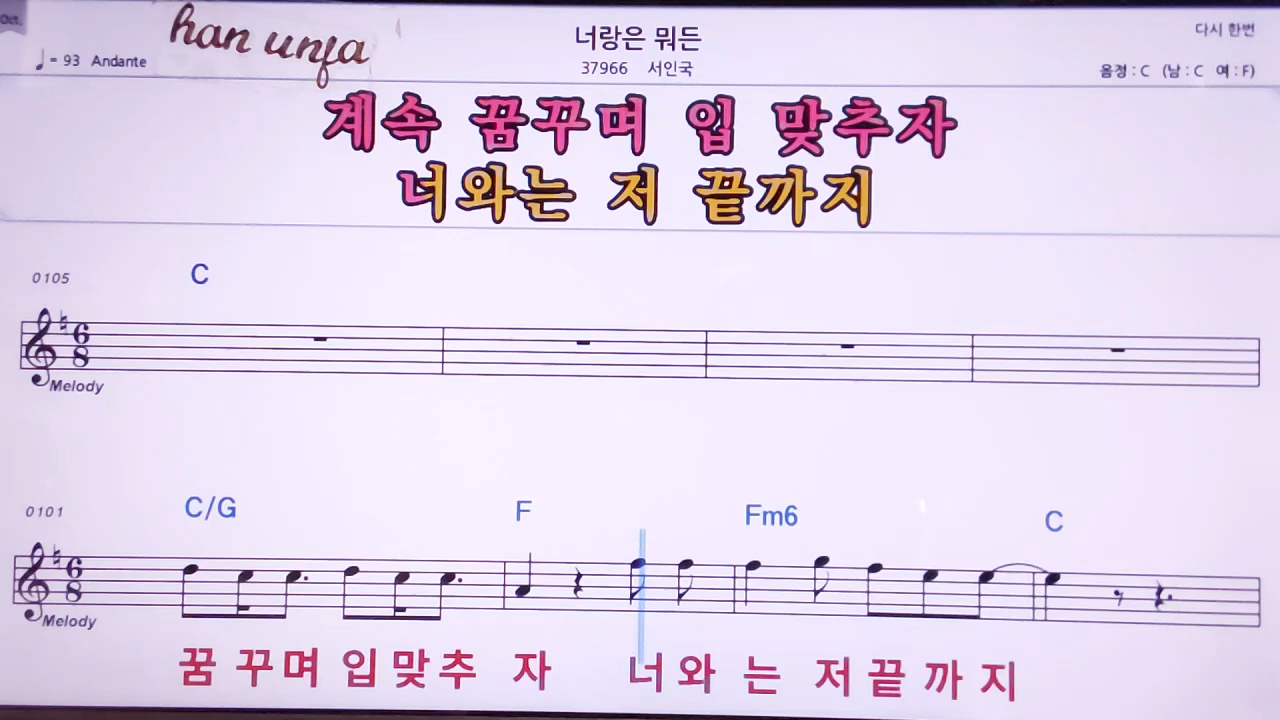 Oct.
han unfa
너랑은 뭐든
다시 한번
♩= 93 Andante
37966 서인국
음정 : C (남 : C 여 : F)
계속 꿈꾸며 입 맞추자
너와는 저 끝까지
0105 C
6
8
Melody
0101 C/G F Fm6 C
6
8
Melody
꿈 꾸며 입맞추 자 너와 는 저끝까지